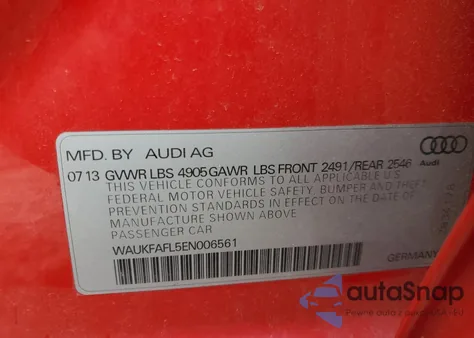 MFD. BY AUDI AG
07 13 GVWR LBS 4905 GAWR LBS FRONT 2491/REAR 2546
Audi
THIS VEHICLE CONFORMS TO ALL APPLICABLE U.S.
FEDERAL MOTOR VEHICLE SAFETY, BUMPER AND THEFT
PREVENTION STANDARDS IN EFFECT ON THE DATE OF
MANUFACTURE SHOWN ABOVE
PASSENGER CAR
WAUKFAFL5EN006561
GERMANY
autoSnap